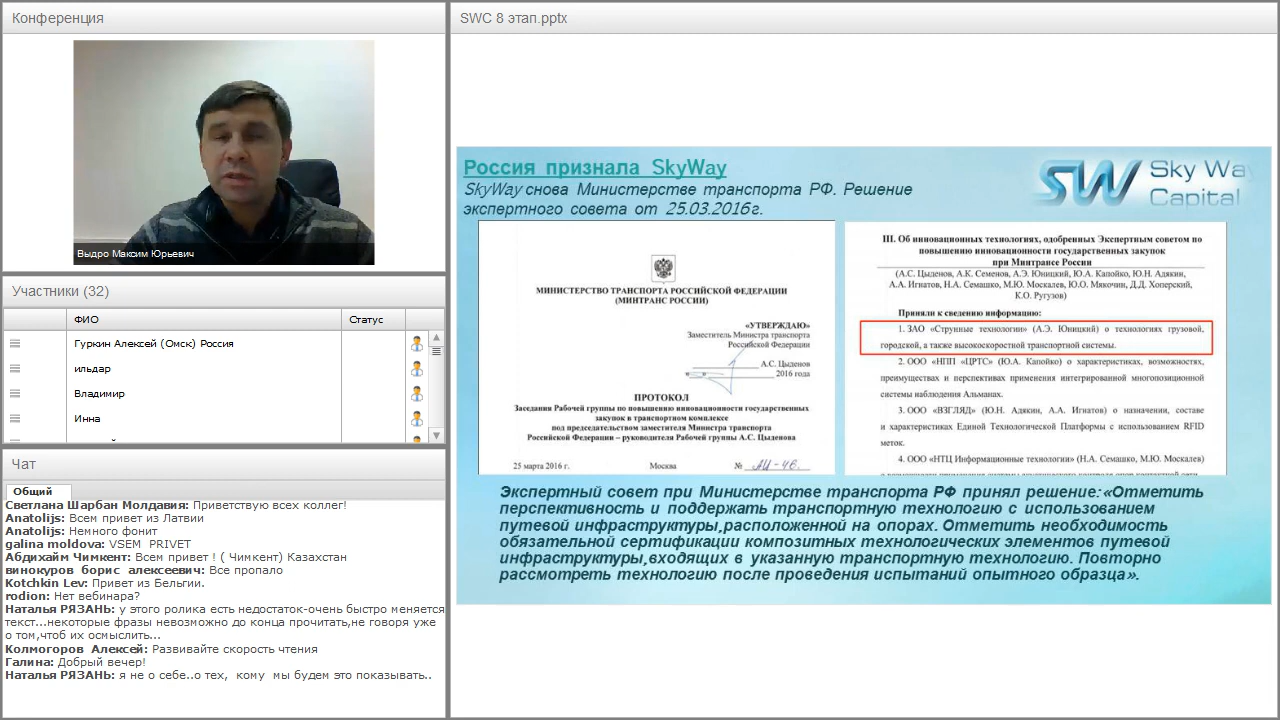 Конференция
Выдро Максим Юрьевич
Участники (32)
ФИО
Статус
Туркин Алексей (Омск) Россия
ильдар
Владимир
Инна
Чат
Общий
Светлана Шарбан Молдавия: Приветствую всех коллег!
Anatolijs: Всем привет из Латвии
Anatolijs: Немного фонит
galina moldova: VSEM PRIVET
Абдихайм Чимкент: Всем привет ! ( Чимкент) Казахстан
винокуров борис алексеевич: Все пропало
Kotchkin Lev: Привет из Бельгии.
rodion: Нет вебинара?
Наталья РЯЗАНЬ: у этого ролика есть недостаток-очень быстро меняется
текст...некоторые фразы невозможно до конца прочитать,не говоря уже
о том,чтоб их осмыслить...
Колмогоров Алексей: Развивайте скорость чтения
Галина: Добрый вечер!
Наталья РЯЗАНЬ: я не о себе..о тех, кому мы будем это показывать..
SWC 8 этап.pptx
Россия признала SkyWay
SkyWay снова Министерстве транспорта РФ. Решение
экспертного совета от 25.03.2016г.
SW Sky Way
Capital
МИНИСТЕРСТВО ТРАНСПОРТА РОССИЙСКОЙ ФЕДЕРАЦИИ
(МИНТРАНС РОССИИ)
«УТВЕРЖДАЮ»
Заместитель Министра транспорта
Российской Федерации
А.С. Цыденов
2016 года
ПРОТОКОЛ
Заседания Рабочей группы по повышению инновационности государственных
закупок в транспортном комплексе
под председательством заместителя Министра транспорта
Российской Федерации – руководителя Рабочей группы А.С. Цыденова
25 марта 2016 г. Москва №
III. Об инновационных технологиях, одобренных Экспертным советом по
повышению инновационности государственных закупок
при Минтрансе России
(А.С. Цыденов, А.К. Семенов, А.Э. Юницкий, Ю.А. Капойко, Ю.Н. Адякин,
А.А. Игнатов, Н.А. Семашко, М.Ю. Москалев, Ю.О. Мякочин, Д.Д. Хоперский,
К.О. Ругузов)
Приняли к сведению информацию:
1. ЗАО «Струнные технологии» (А.Э. Юницкий) о технологиях грузовой,
городской, а также высокоскоростной транспортной системы.
2. ООО «НПП «ЦРТС» (Ю.А. Капойко) о характеристиках, возможностях,
преимуществах и перспективах применения интегрированной многопозиционной
системы наблюдения Альманах.
3. ООО «ВЗГЛЯД» (Ю.Н. Адякин, А.А. Игнатов) о назначении, составе
и характеристиках Единой Технологической Платформы с использованием RFID
меток.
4. ООО «НТЦ Информационные технологии» (Н.А. Семашко, М.Ю. Москалев)
Экспертный совет при Министерстве транспорта РФ принял решение:«Отметить
перспективность и поддержать транспортную технологию с использованием
путевой инфраструктуры,расположенной на опорах. Отметить необходимость
обязательной сертификации композитных технологических элементов путевой
инфраструктуры,входящих в указанную транспортную технологию. Повторно
рассмотреть технологию после проведения испытаний опытного образца».